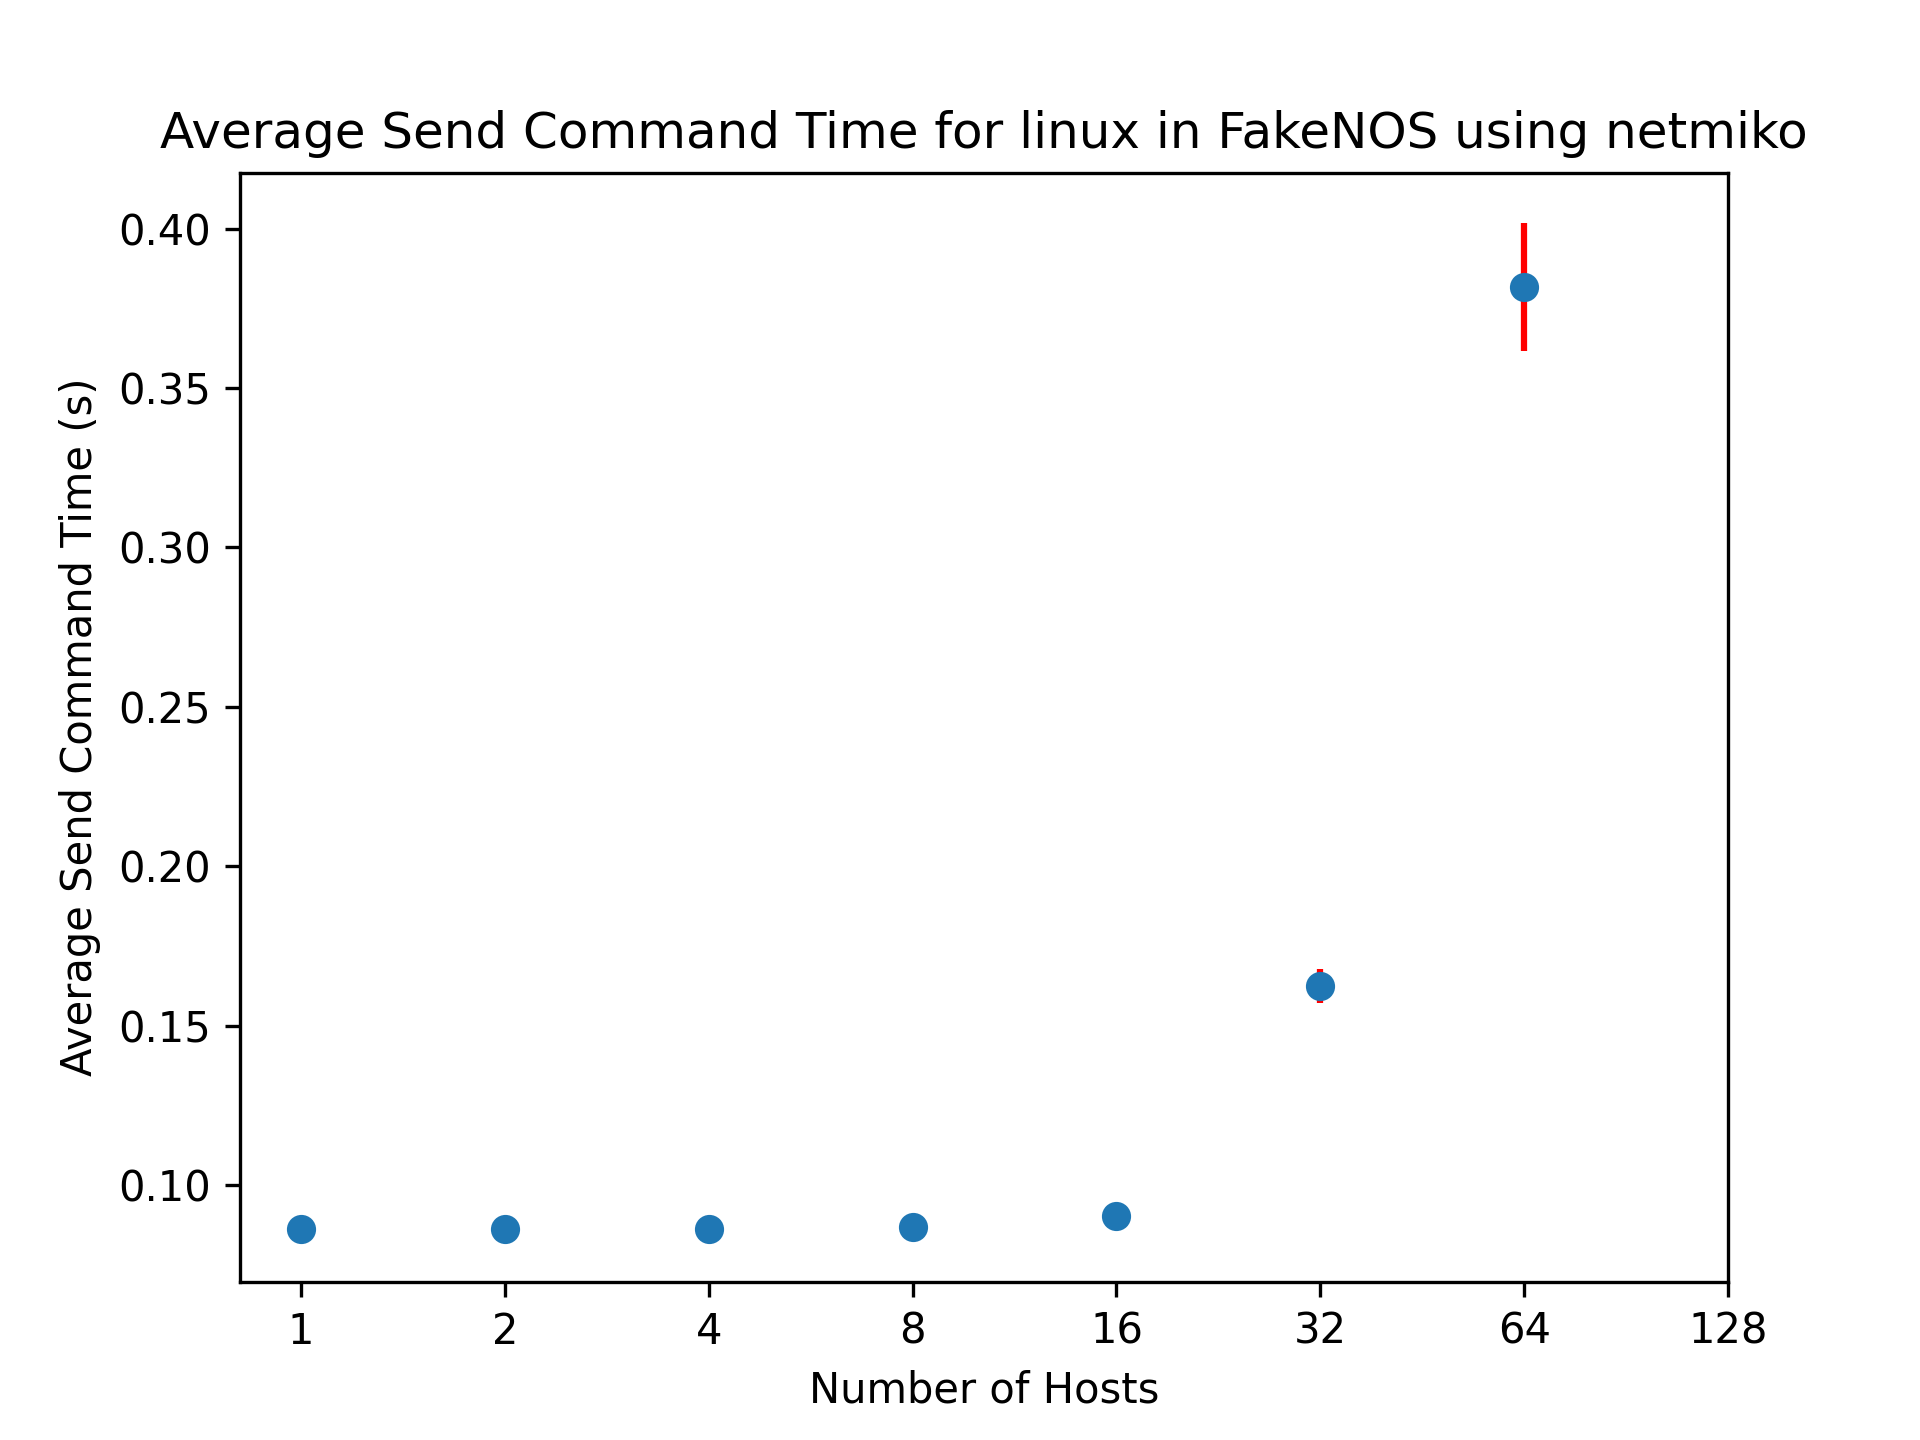 Average Send Command Time for linux in FakeNOS using netmiko
Average Send Command Time (s)
0.40
0.35
0.30
0.25
0.20
0.15
0.10
1 2 4 8 16 32 64 128
Number of Hosts